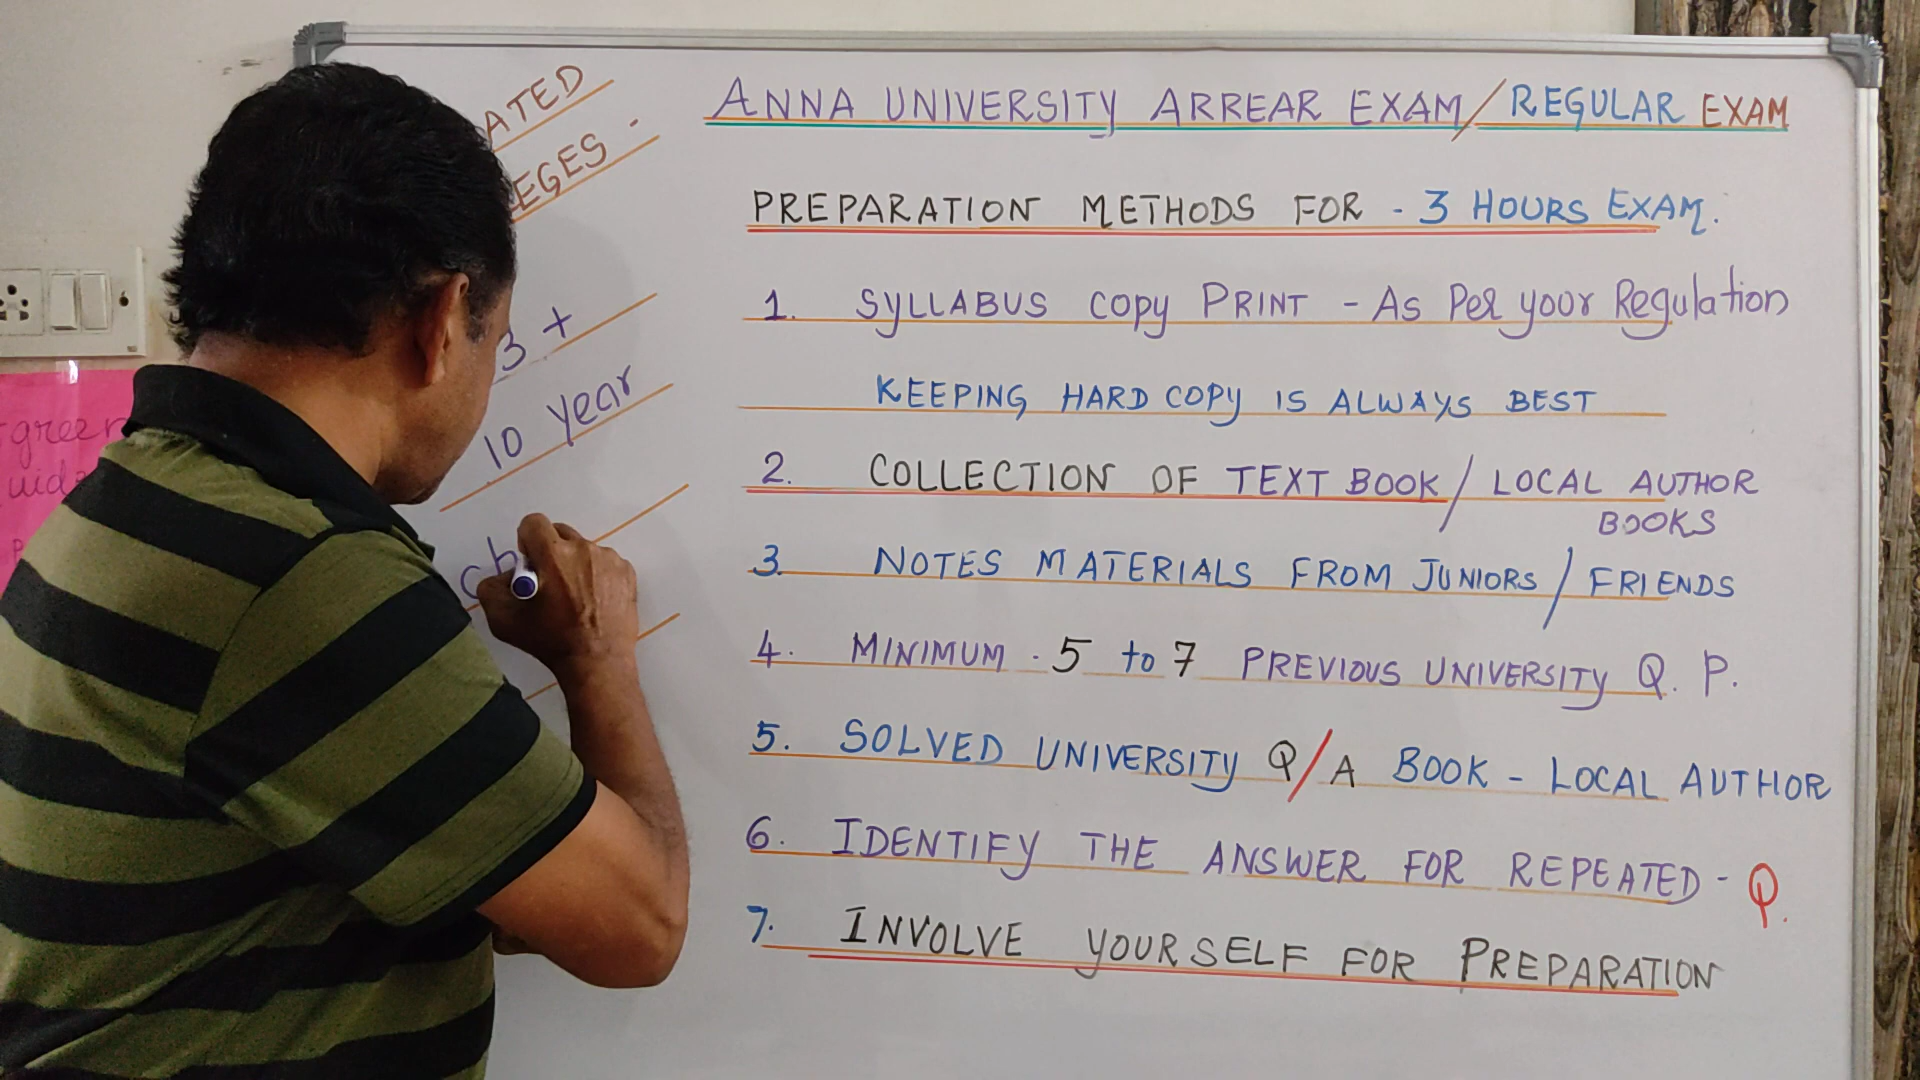 ATED
EGES.
3 +
10 year
ch
ANNA UNIVERSITY ARREAR EXAM/REGULAR EXAM
PREPARATION METHODS FOR - 3 HOURS EXAM.
1. SYLLABUS COPY PRINT - As Per your Regulation
KEEPING HARD COPY IS ALWAYS BEST
2. COLLECTION OF TEXT BOOK / LOCAL AUTHOR
BOOKS
3. NOTES MATERIALS FROM JUNIORS / FRIENDS
4. MINIMUM - 5 to 7 PREVIOUS UNIVERSITY Q. P.
5. SOLVED UNIVERSITY Q/A BOOK - LOCAL AUTHOR
6. IDENTIFY THE ANSWER FOR REPEATED - Q.
7. INVOLVE YOURSELF FOR PREPARATION
green